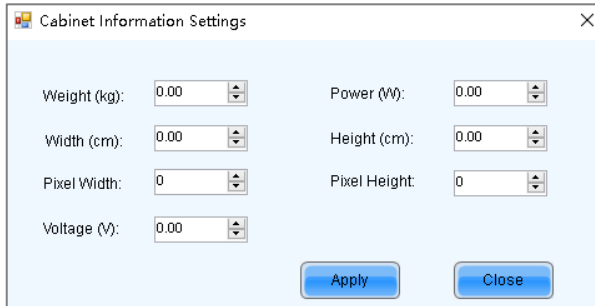 Cabinet Information Settings
Weight (kg): 0.00 Power (W): 0.00
Width (cm): 0.00 Height (cm): 0.00
Pixel Width: 0 Pixel Height: 0
Voltage (V): 0.00
Apply Close